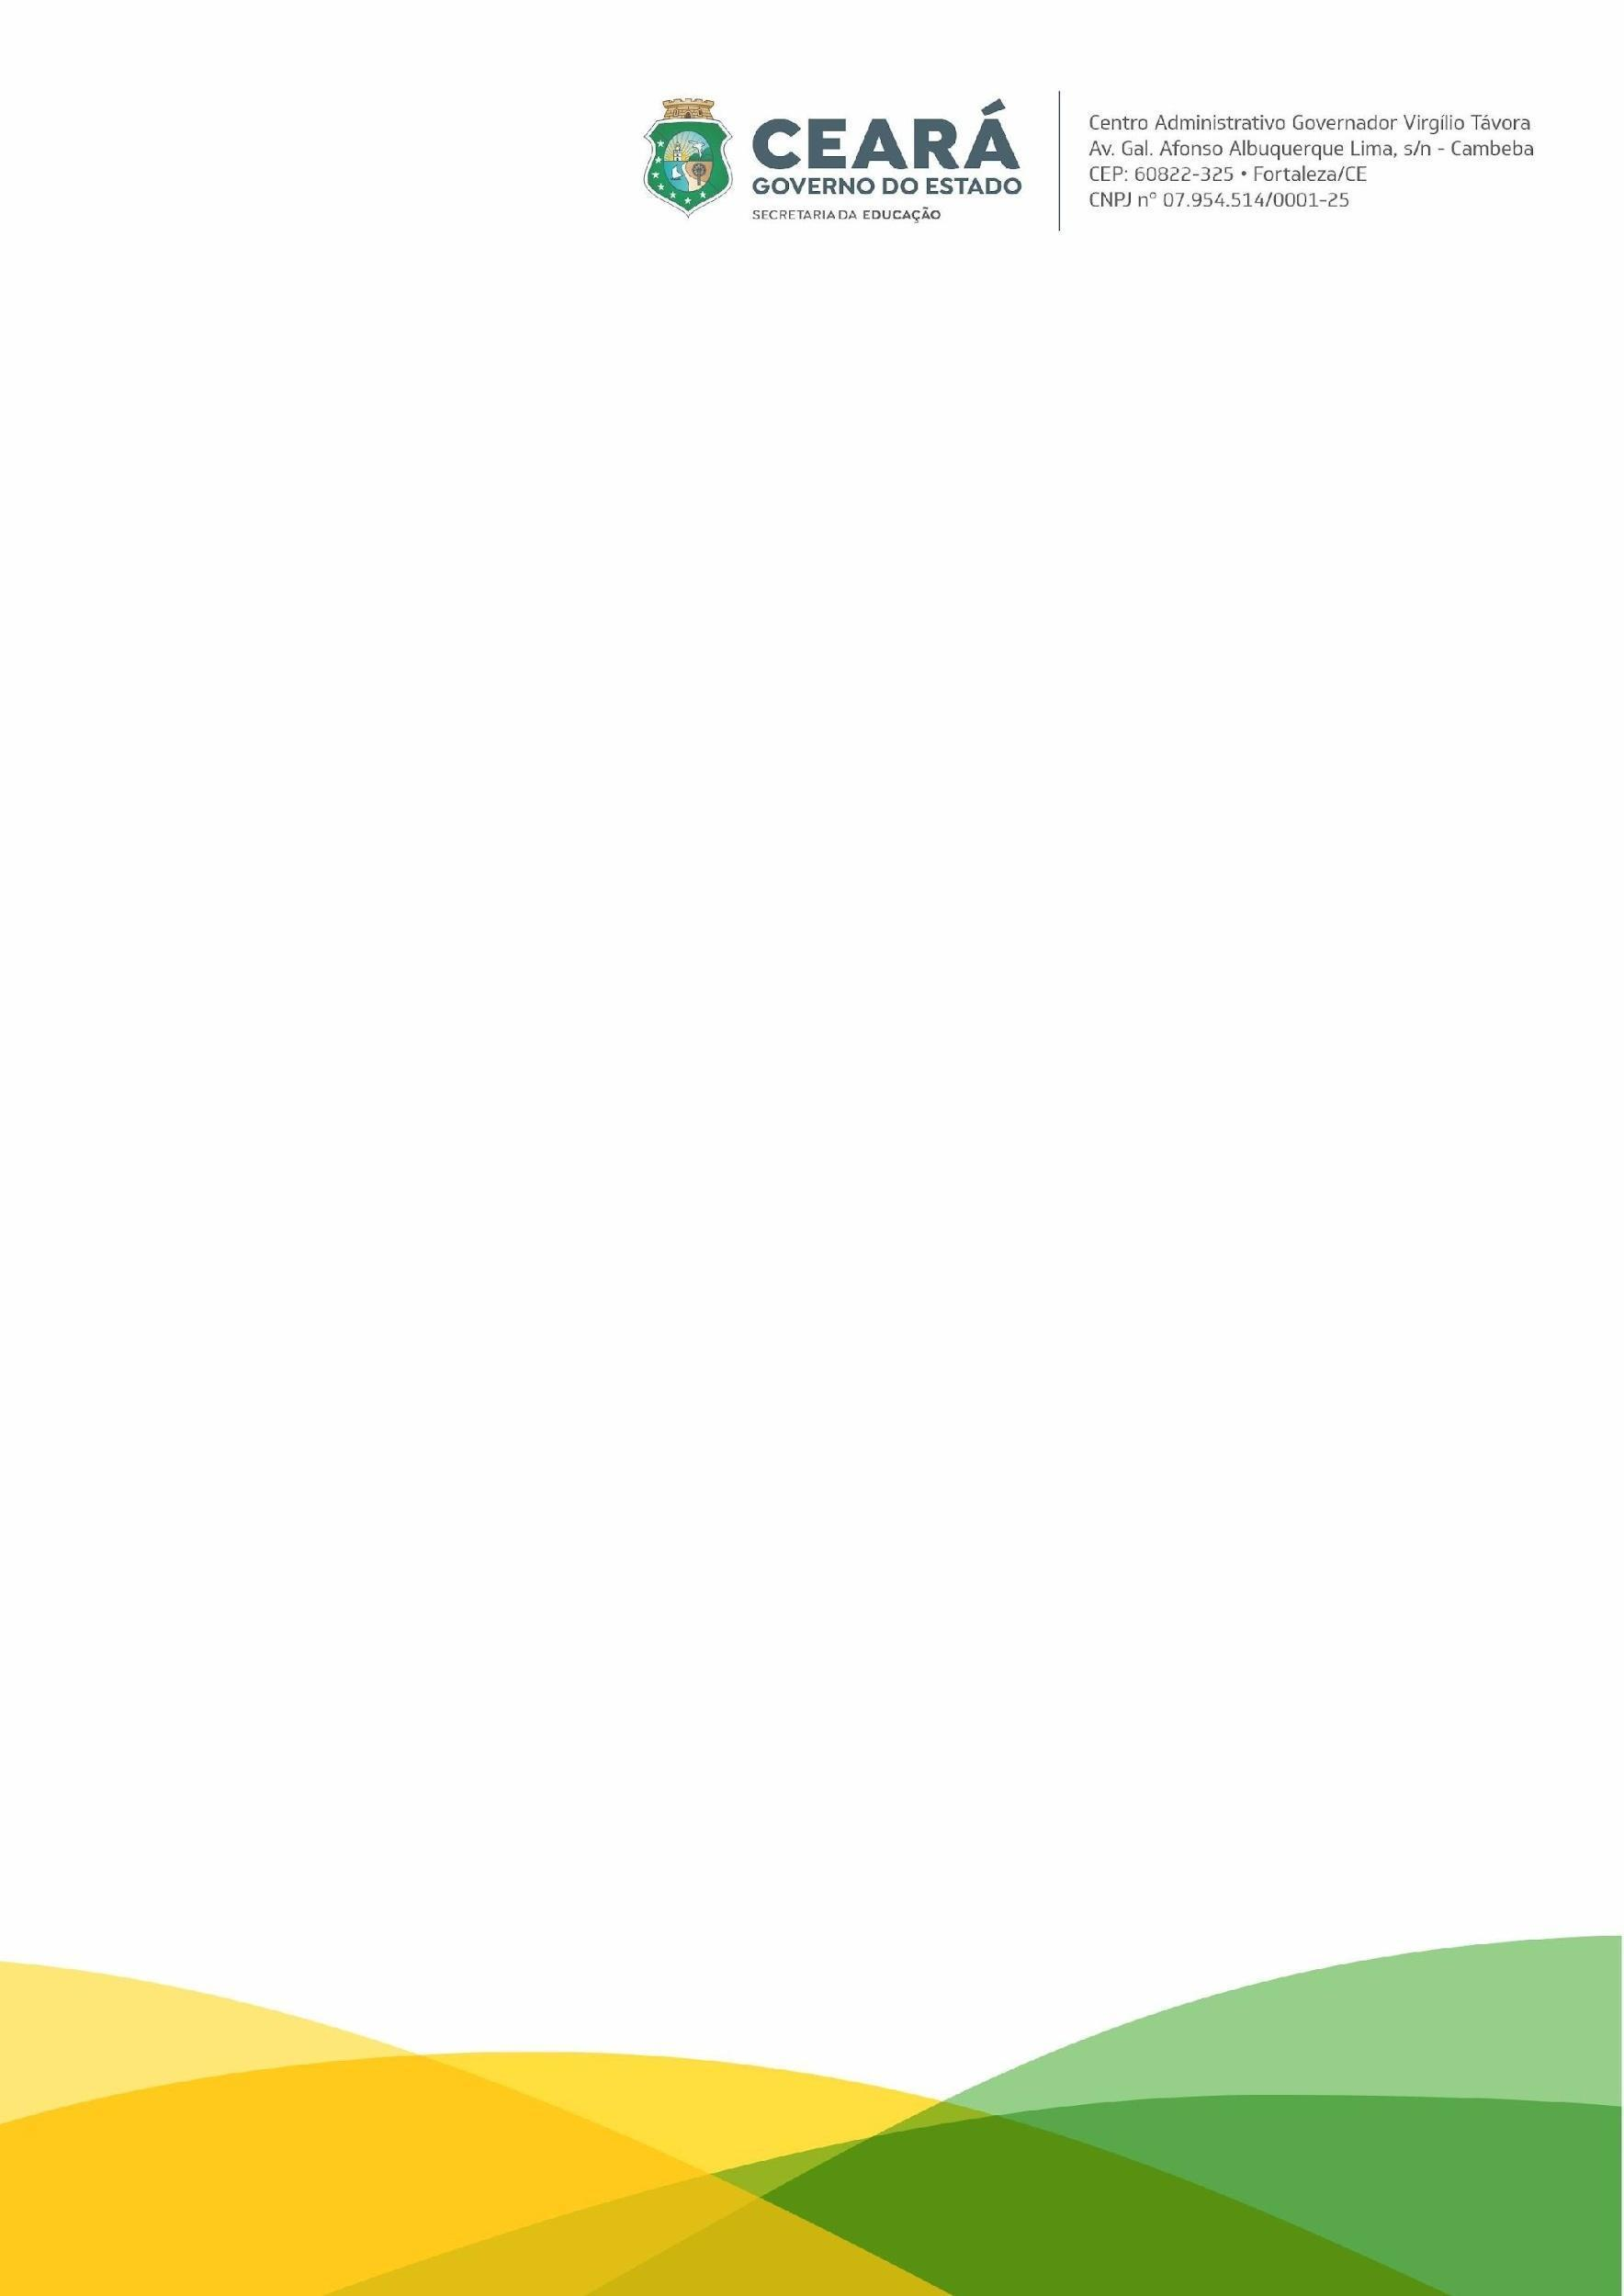 CEARÁ
GOVERNO DO ESTADO
SECRETARIA DA EDUCAÇÃO
Centro Administrativo Governador Virgílio Távora
Av. Gal. Afonso Albuquerque Lima, s/n - Cambeba
CEP: 60822-325 • Fortaleza/CE
CNPJ nº 07.954.514/0001-25